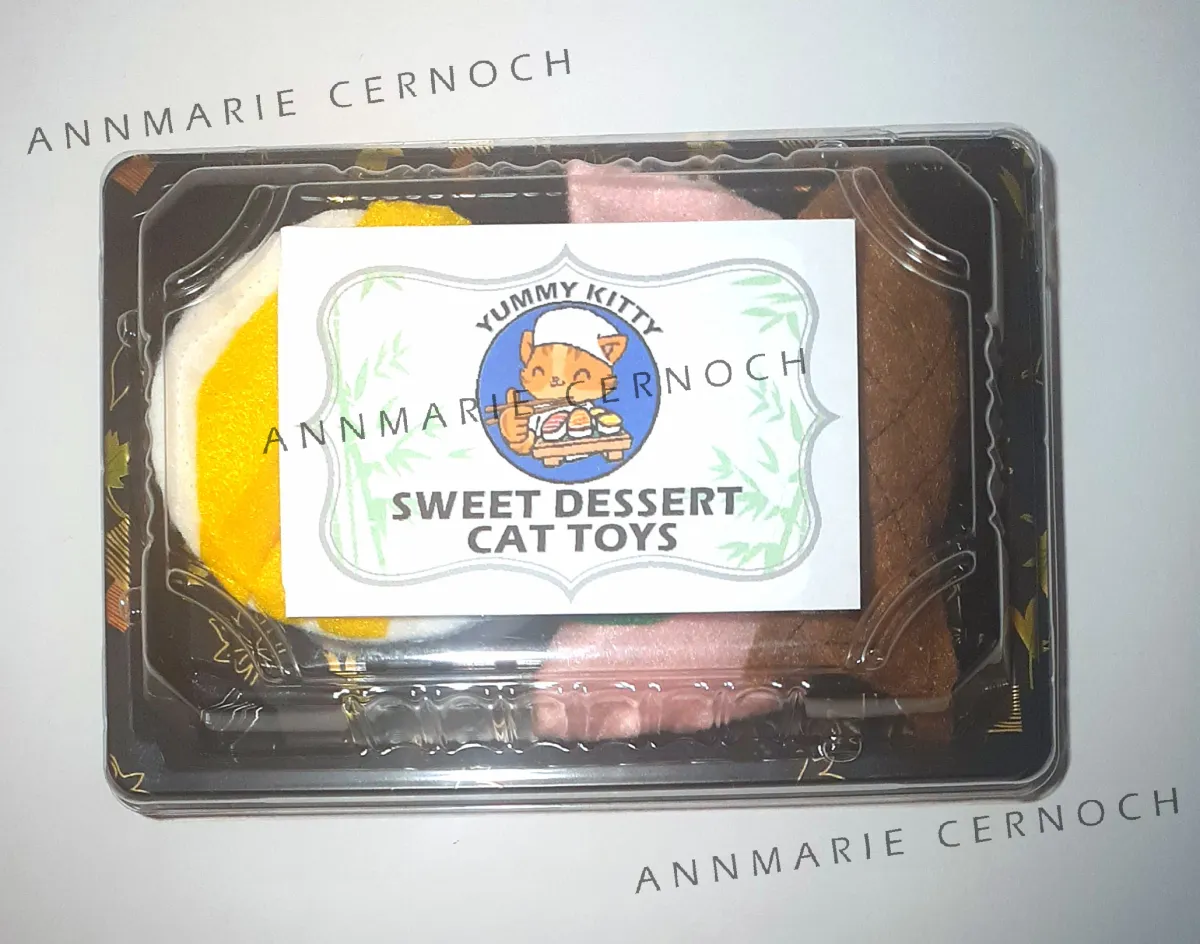 ANNMARIE CERNOCH
YUMMY KITTY
ANNMARIE CERNOCH
SWEET DESSERT
CAT TOYS
ANNMARIE CERNOCH